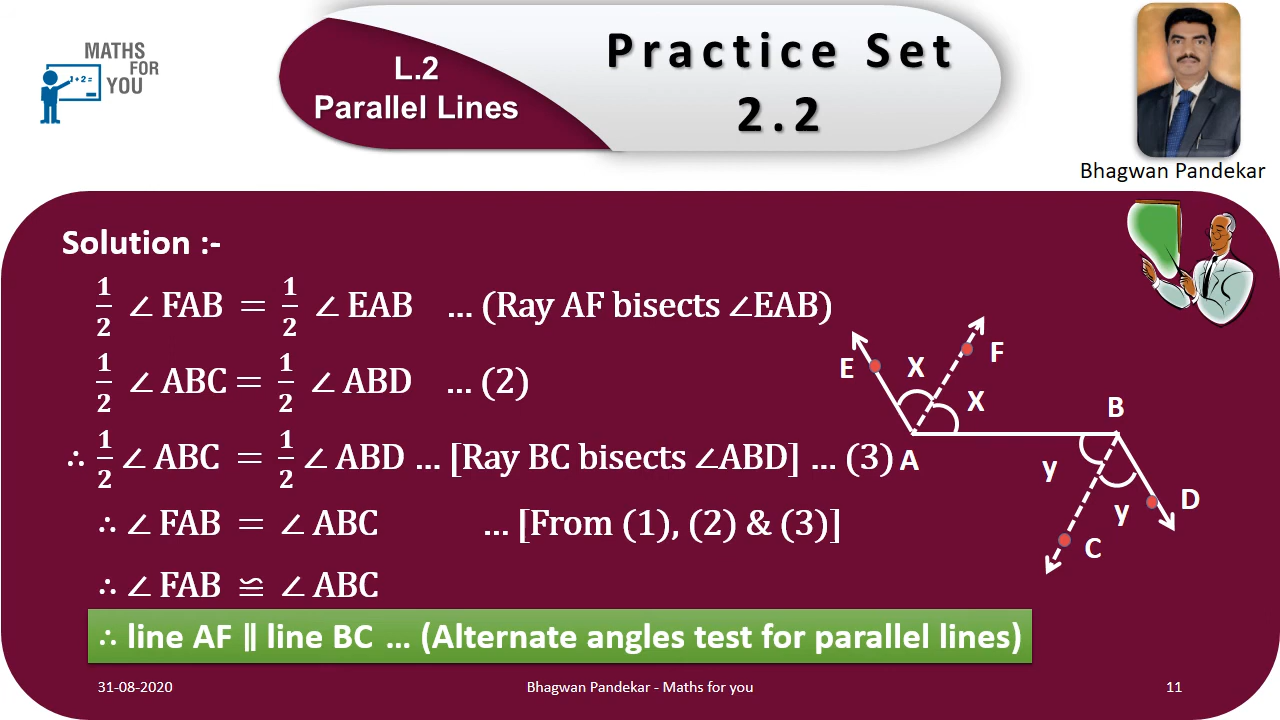 MATHS
FOR
YOU
1+2=
L.2
Parallel Lines
Practice Set
2.2
Bhagwan Pandekar
Solution :-
1/2 ∠ FAB = 1/2 ∠ EAB ... (Ray AF bisects ∠EAB)
1/2 ∠ ABC = 1/2 ∠ ABD ... (2)
∴ 1/2 ∠ ABC = 1/2 ∠ ABD ... [Ray BC bisects ∠ABD] ... (3)
∴ ∠ FAB = ∠ ABC ... [From (1), (2) & (3)]
∴ ∠ FAB ≌ ∠ ABC
∴ line AF ∥ line BC ... (Alternate angles test for parallel lines)
E
X
F
X
A
B
y
y
D
C
31-08-2020
Bhagwan Pandekar - Maths for you
11